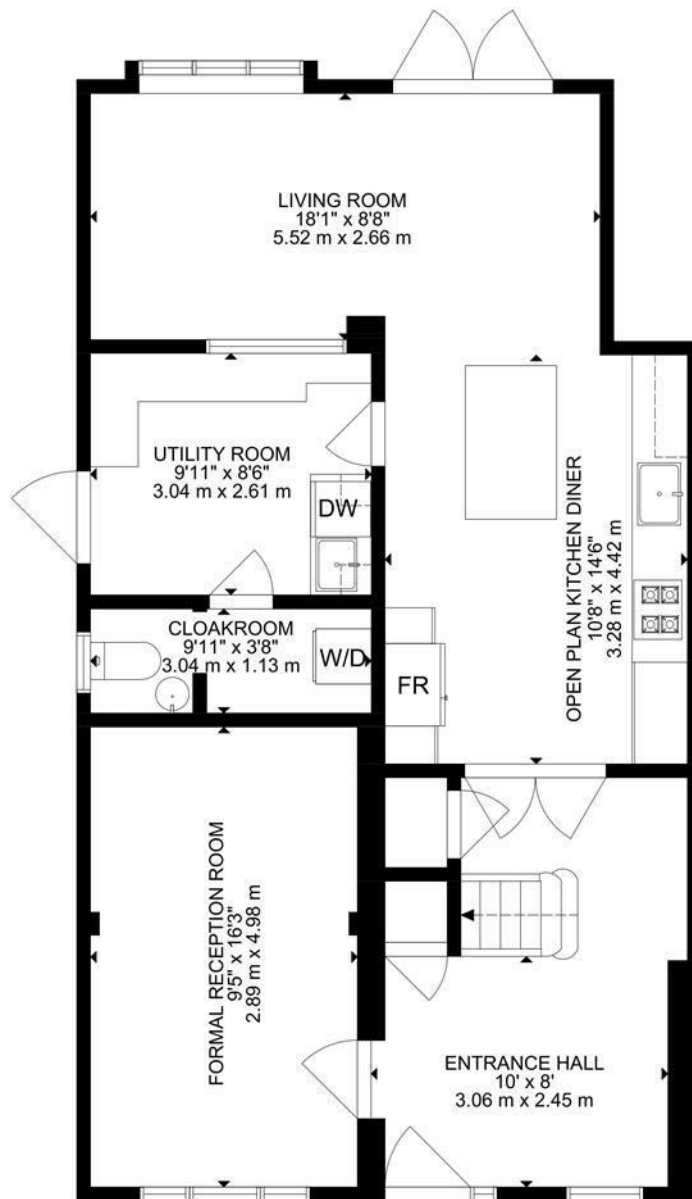 LIVING ROOM
18'1" x 8'8"
5.52 m x 2.66 m
UTILITY ROOM
9'11" x 8'6"
3.04 m x 2.61 m
DW
OPEN PLAN KITCHEN DINER
10'8" x 14'6"
3.28 m x 4.42 m
CLOAKROOM
9'11" x 3'8"
3.04 m x 1.13 m
W/D
FR
FORMAL RECEPTION ROOM
9'5" x 16'3"
2.89 m x 4.98 m
ENTRANCE HALL
10' x 8'
3.06 m x 2.45 m